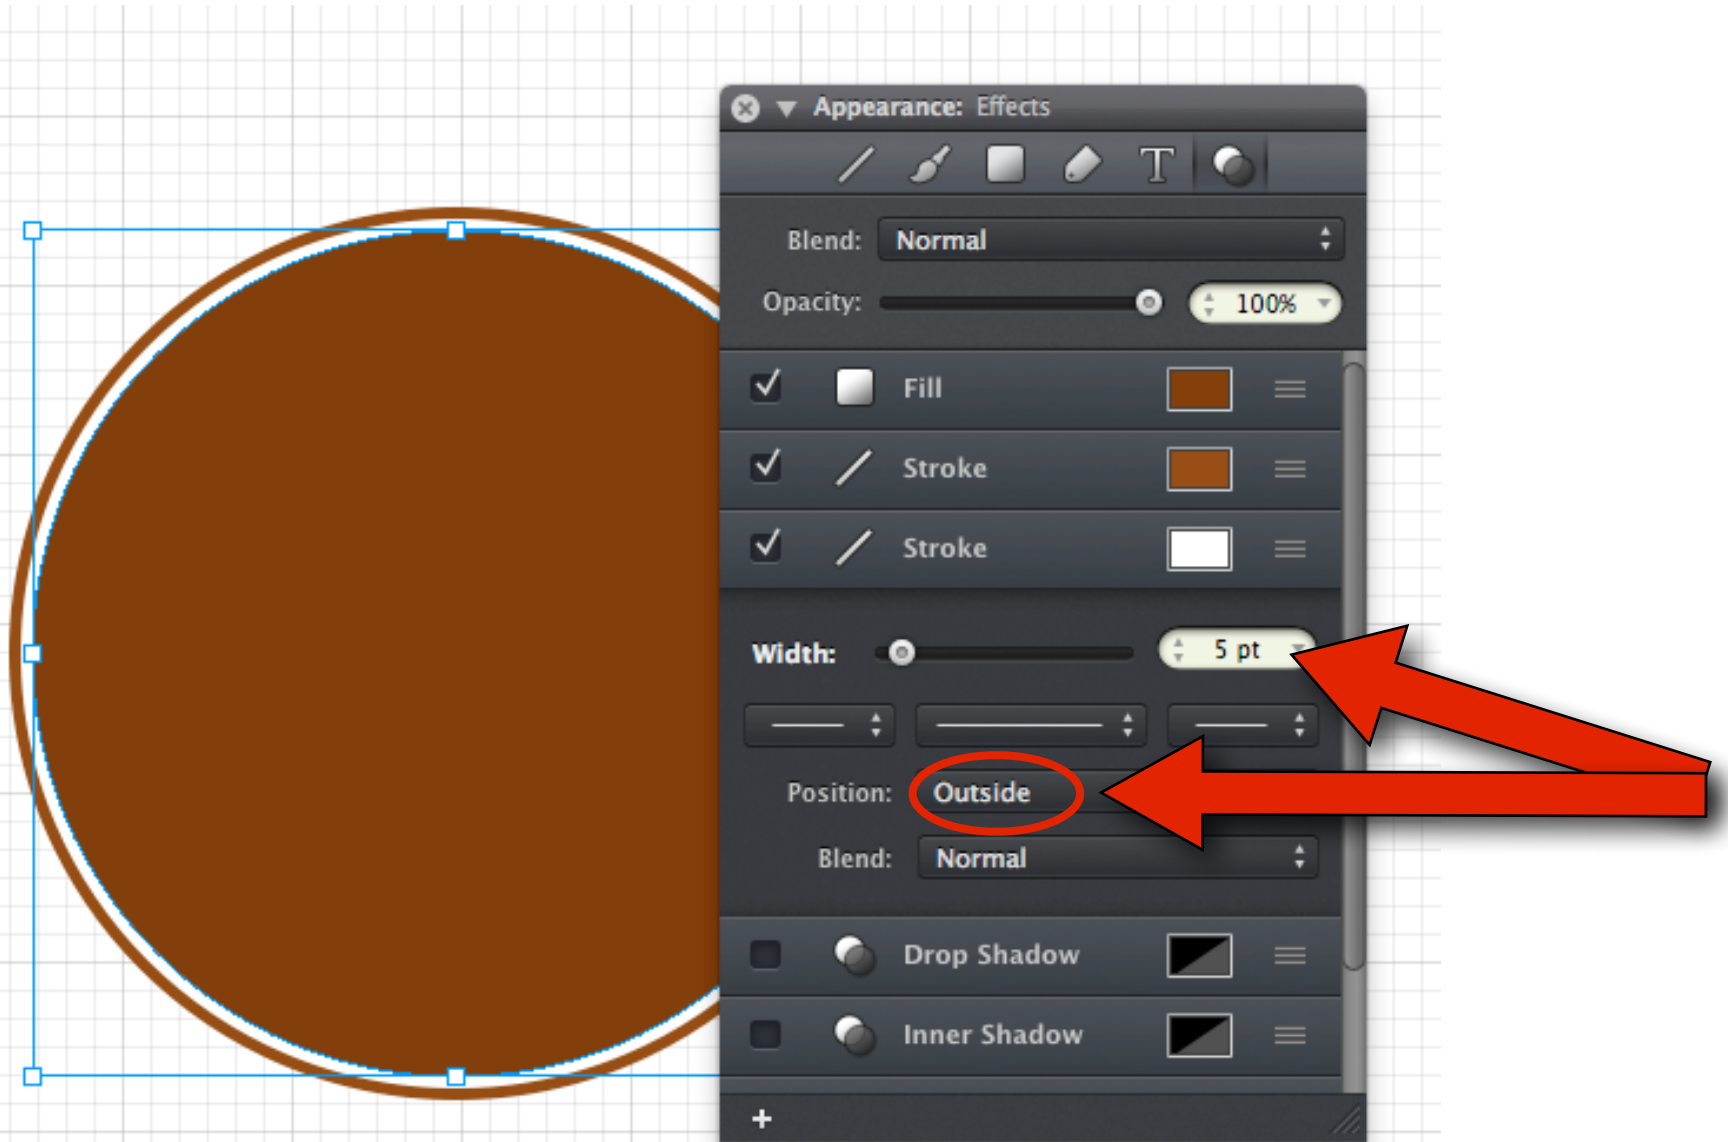 Appearance: Effects
T
Blend: Normal
Opacity: 100%
Fill
Stroke
Stroke
Width: 5 pt
Position: Outside
Blend: Normal
Drop Shadow
Inner Shadow
+